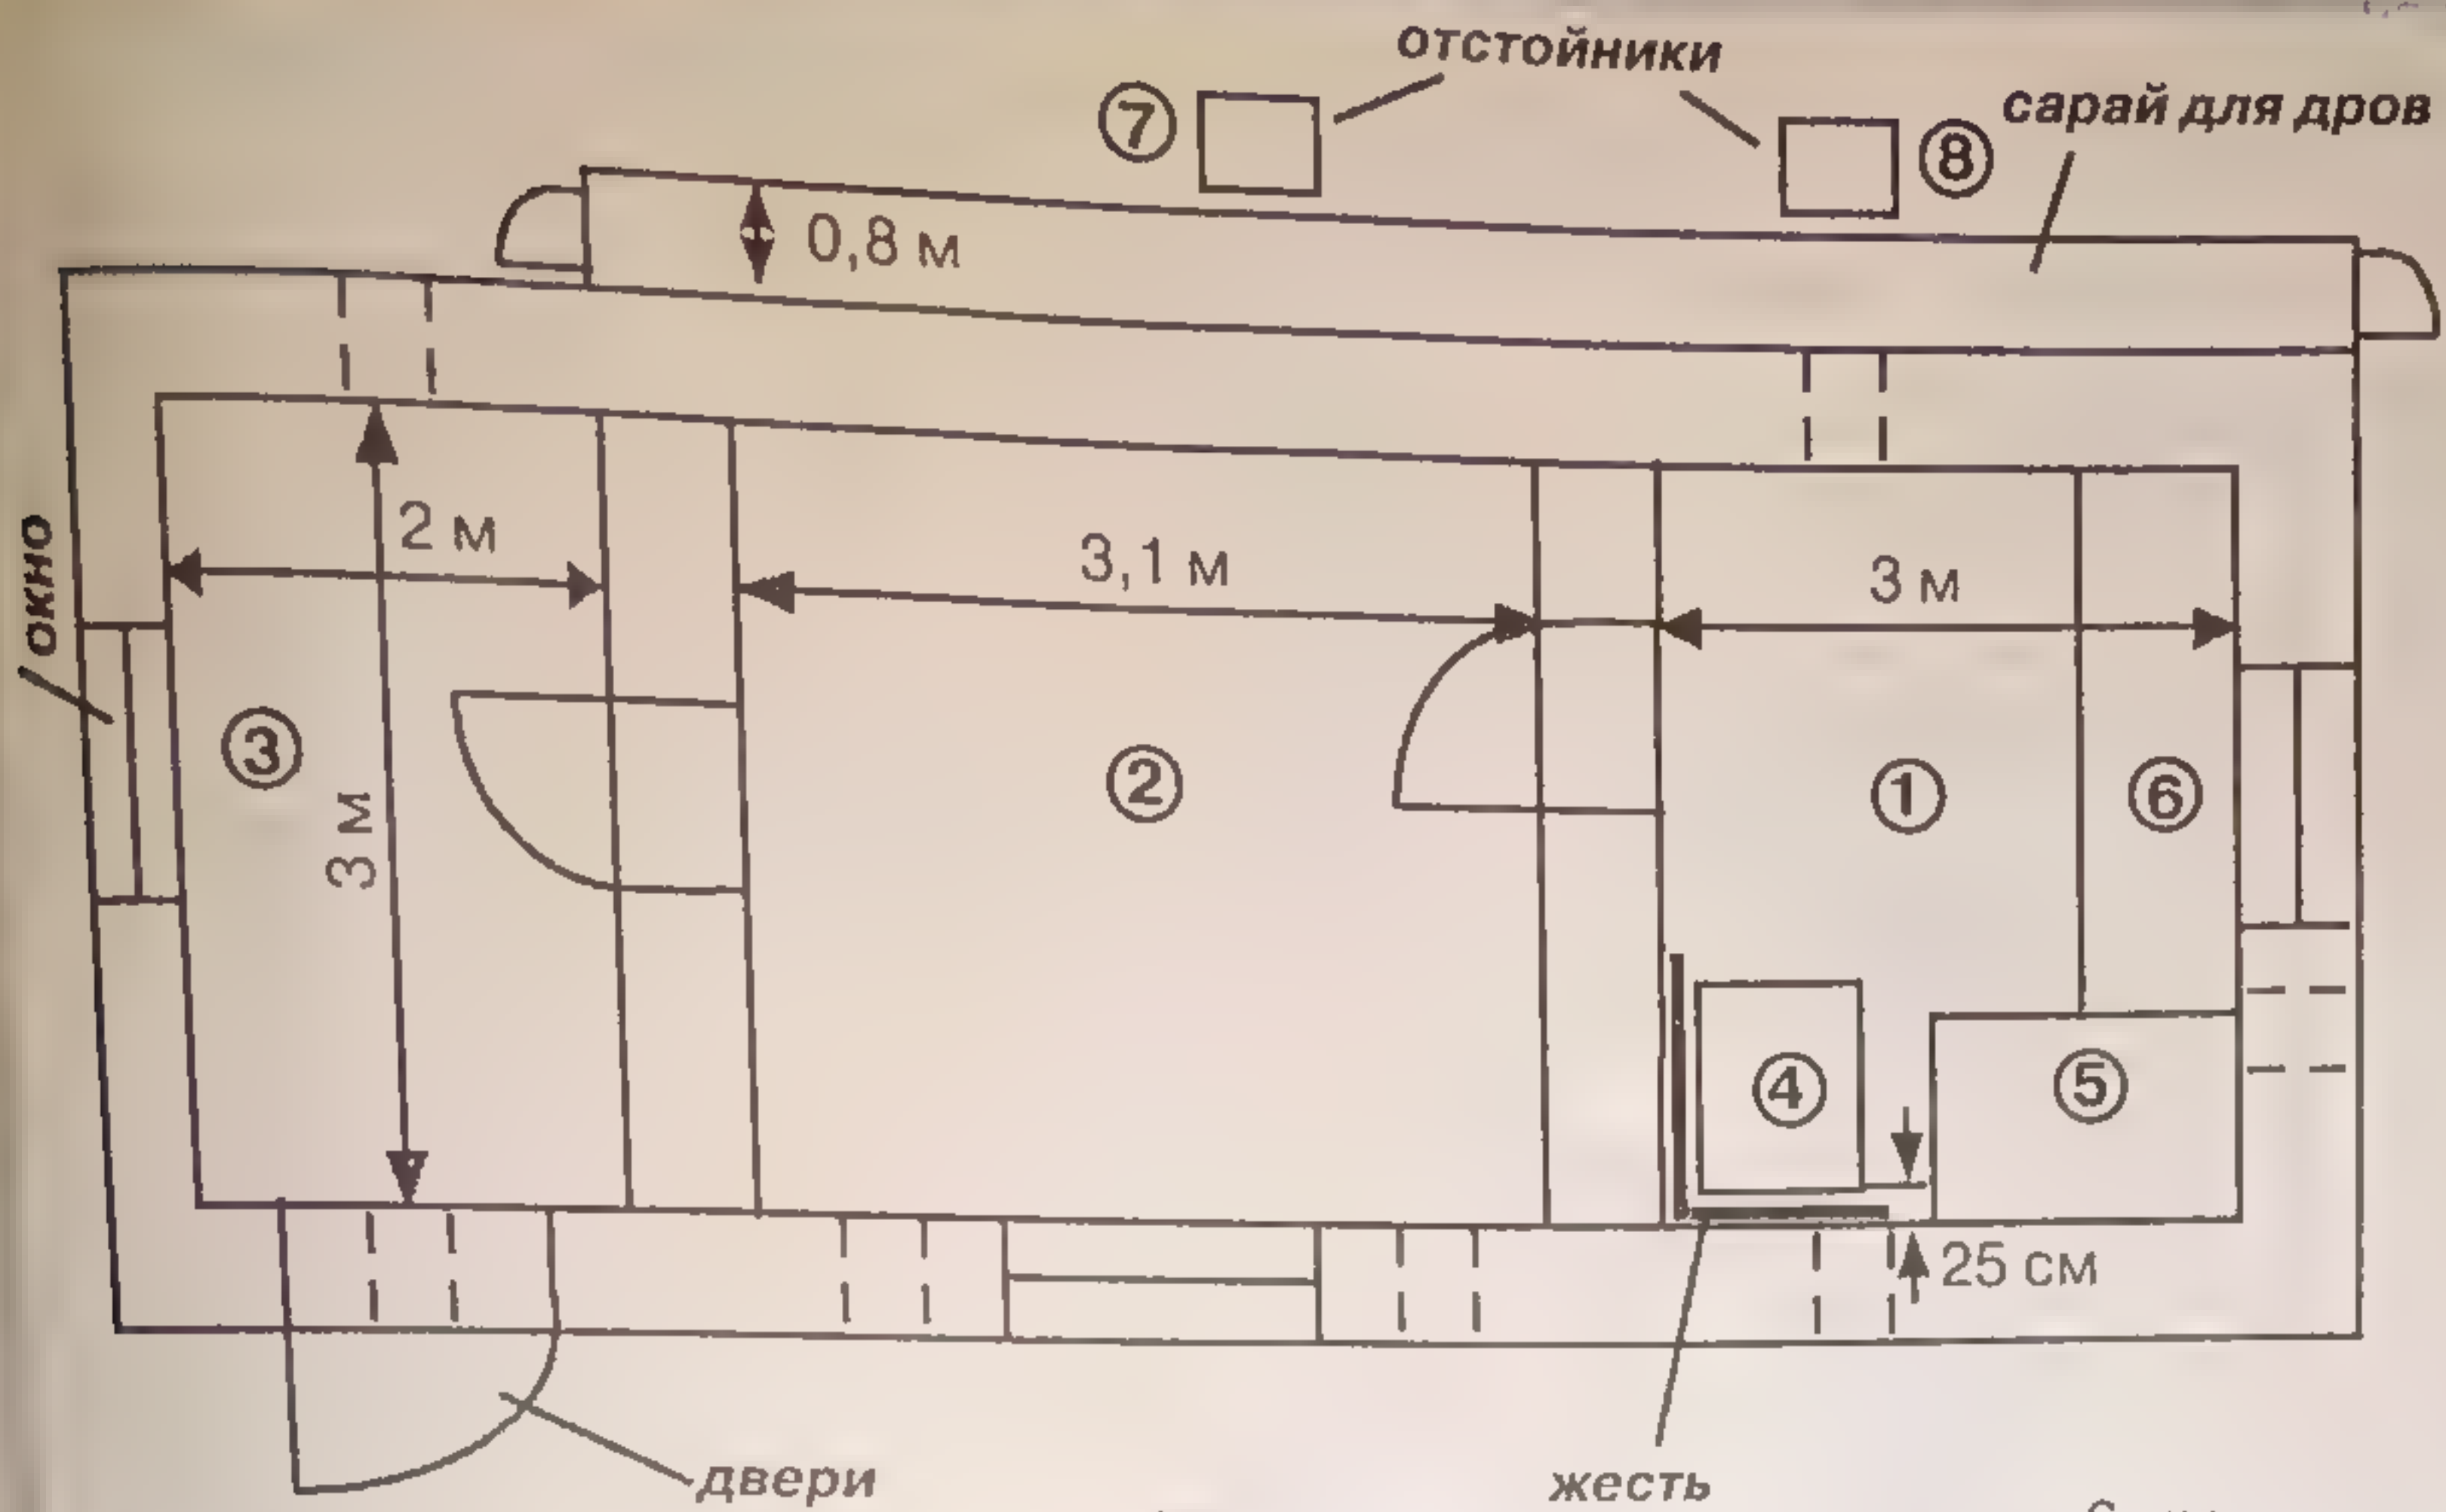 отстойники
7
8
сарай для дров
0,8 м
окно
2 м
3,1 м
3 м
3
3 м
2
1
6
4
5
25 см
двери
жесть